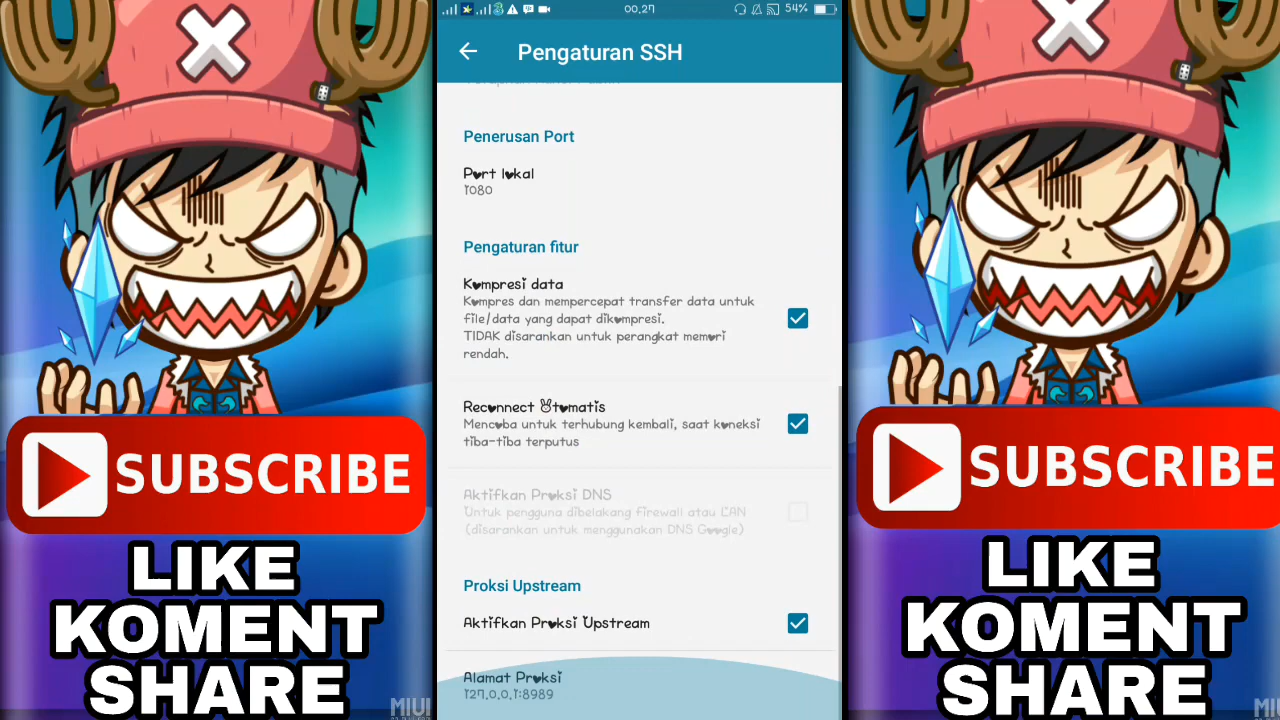 00.27
54%
Pengaturan SSH
Penerusan Port
Port lokal
1080
Pengaturan fitur
Kompresi data
Kompres dan mempercepat transfer data untuk
file/data yang dapat dikompresi.
TIDAK disarankan untuk perangkat memori
rendah.
Reconnect Otomatis
Mencoba untuk terhubung kembali, saat koneksi
tiba-tiba terputus
Aktifkan Proksi DNS
Untuk pengguna dibelakang Firewall atau LAN
(disarankan untuk menggunakan DNS Google)
Proksi Upstream
Aktifkan Proksi Upstream
Alamat Proksi
127.0.0.1:8989
SUBSCRIBE
LIKE
KOMENT
SHARE
MIUI
SUBSCRIBE
LIKE
KOMENT
SHARE
MIUI